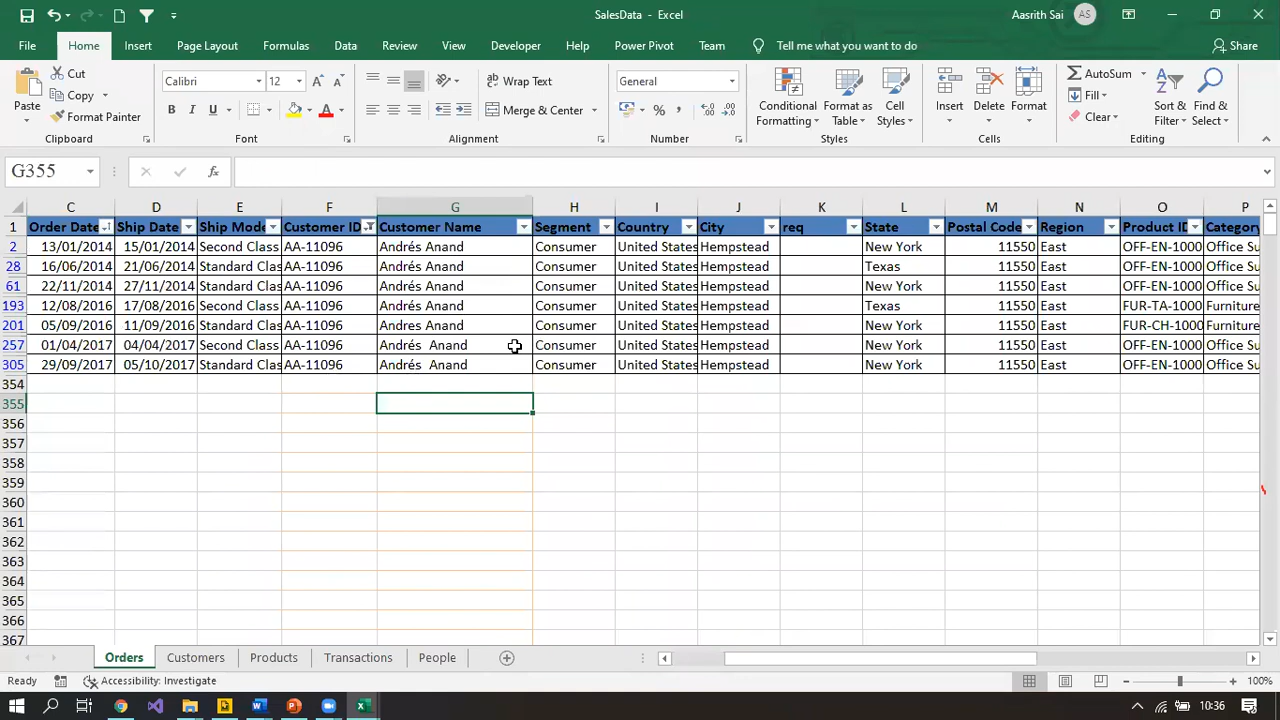 SalesData - Excel
Aasrith Sai AS
File Home Insert Page Layout Formulas Data Review View Developer Help Power Pivot Team Tell me what you want to do Share
Paste Cut Copy Format Painter Clipboard
Calibri 12 A A B I U A Font
ab Wrap Text Merge & Center Alignment
General % , Number
Conditional Formatting Format as Table Cell Styles Styles
Insert Delete Format Cells
AutoSum Fill Clear Sort & Filter Find & Select Editing
G355 fx
C D E F G H I J K L M N O P
1 Order Date Ship Date Ship Mode Customer ID Customer Name Segment Country City req State Postal Code Region Product ID Category
2 13/01/2014 15/01/2014 Second Class AA-11096 Andrés Anand Consumer United States Hempstead New York 11550 East OFF-EN-1000 Office Su
28 16/06/2014 21/06/2014 Standard Clas AA-11096 Andrés Anand Consumer United States Hempstead Texas 11550 East OFF-EN-1000 Office Su
61 22/11/2014 27/11/2014 Standard Clas AA-11096 Andrés Anand Consumer United States Hempstead New York 11550 East OFF-EN-1000 Office Su
193 12/08/2016 17/08/2016 Second Class AA-11096 Andrés Anand Consumer United States Hempstead Texas 11550 East FUR-TA-1000 Furniture
201 05/09/2016 11/09/2016 Standard Clas AA-11096 Andres Anand Consumer United States Hempstead New York 11550 East FUR-CH-1000 Furniture
257 01/04/2017 04/04/2017 Second Class AA-11096 Andrés  Anand Consumer United States Hempstead New York 11550 East OFF-EN-1000 Office Su
305 29/09/2017 05/10/2017 Standard Clas AA-11096 Andrés  Anand Consumer United States Hempstead New York 11550 East OFF-EN-1000 Office Su
354
355
356
357
358
359
360
361
362
363
364
365
366
367
Orders Customers Products Transactions People
Ready Accessibility: Investigate 100%
10:36